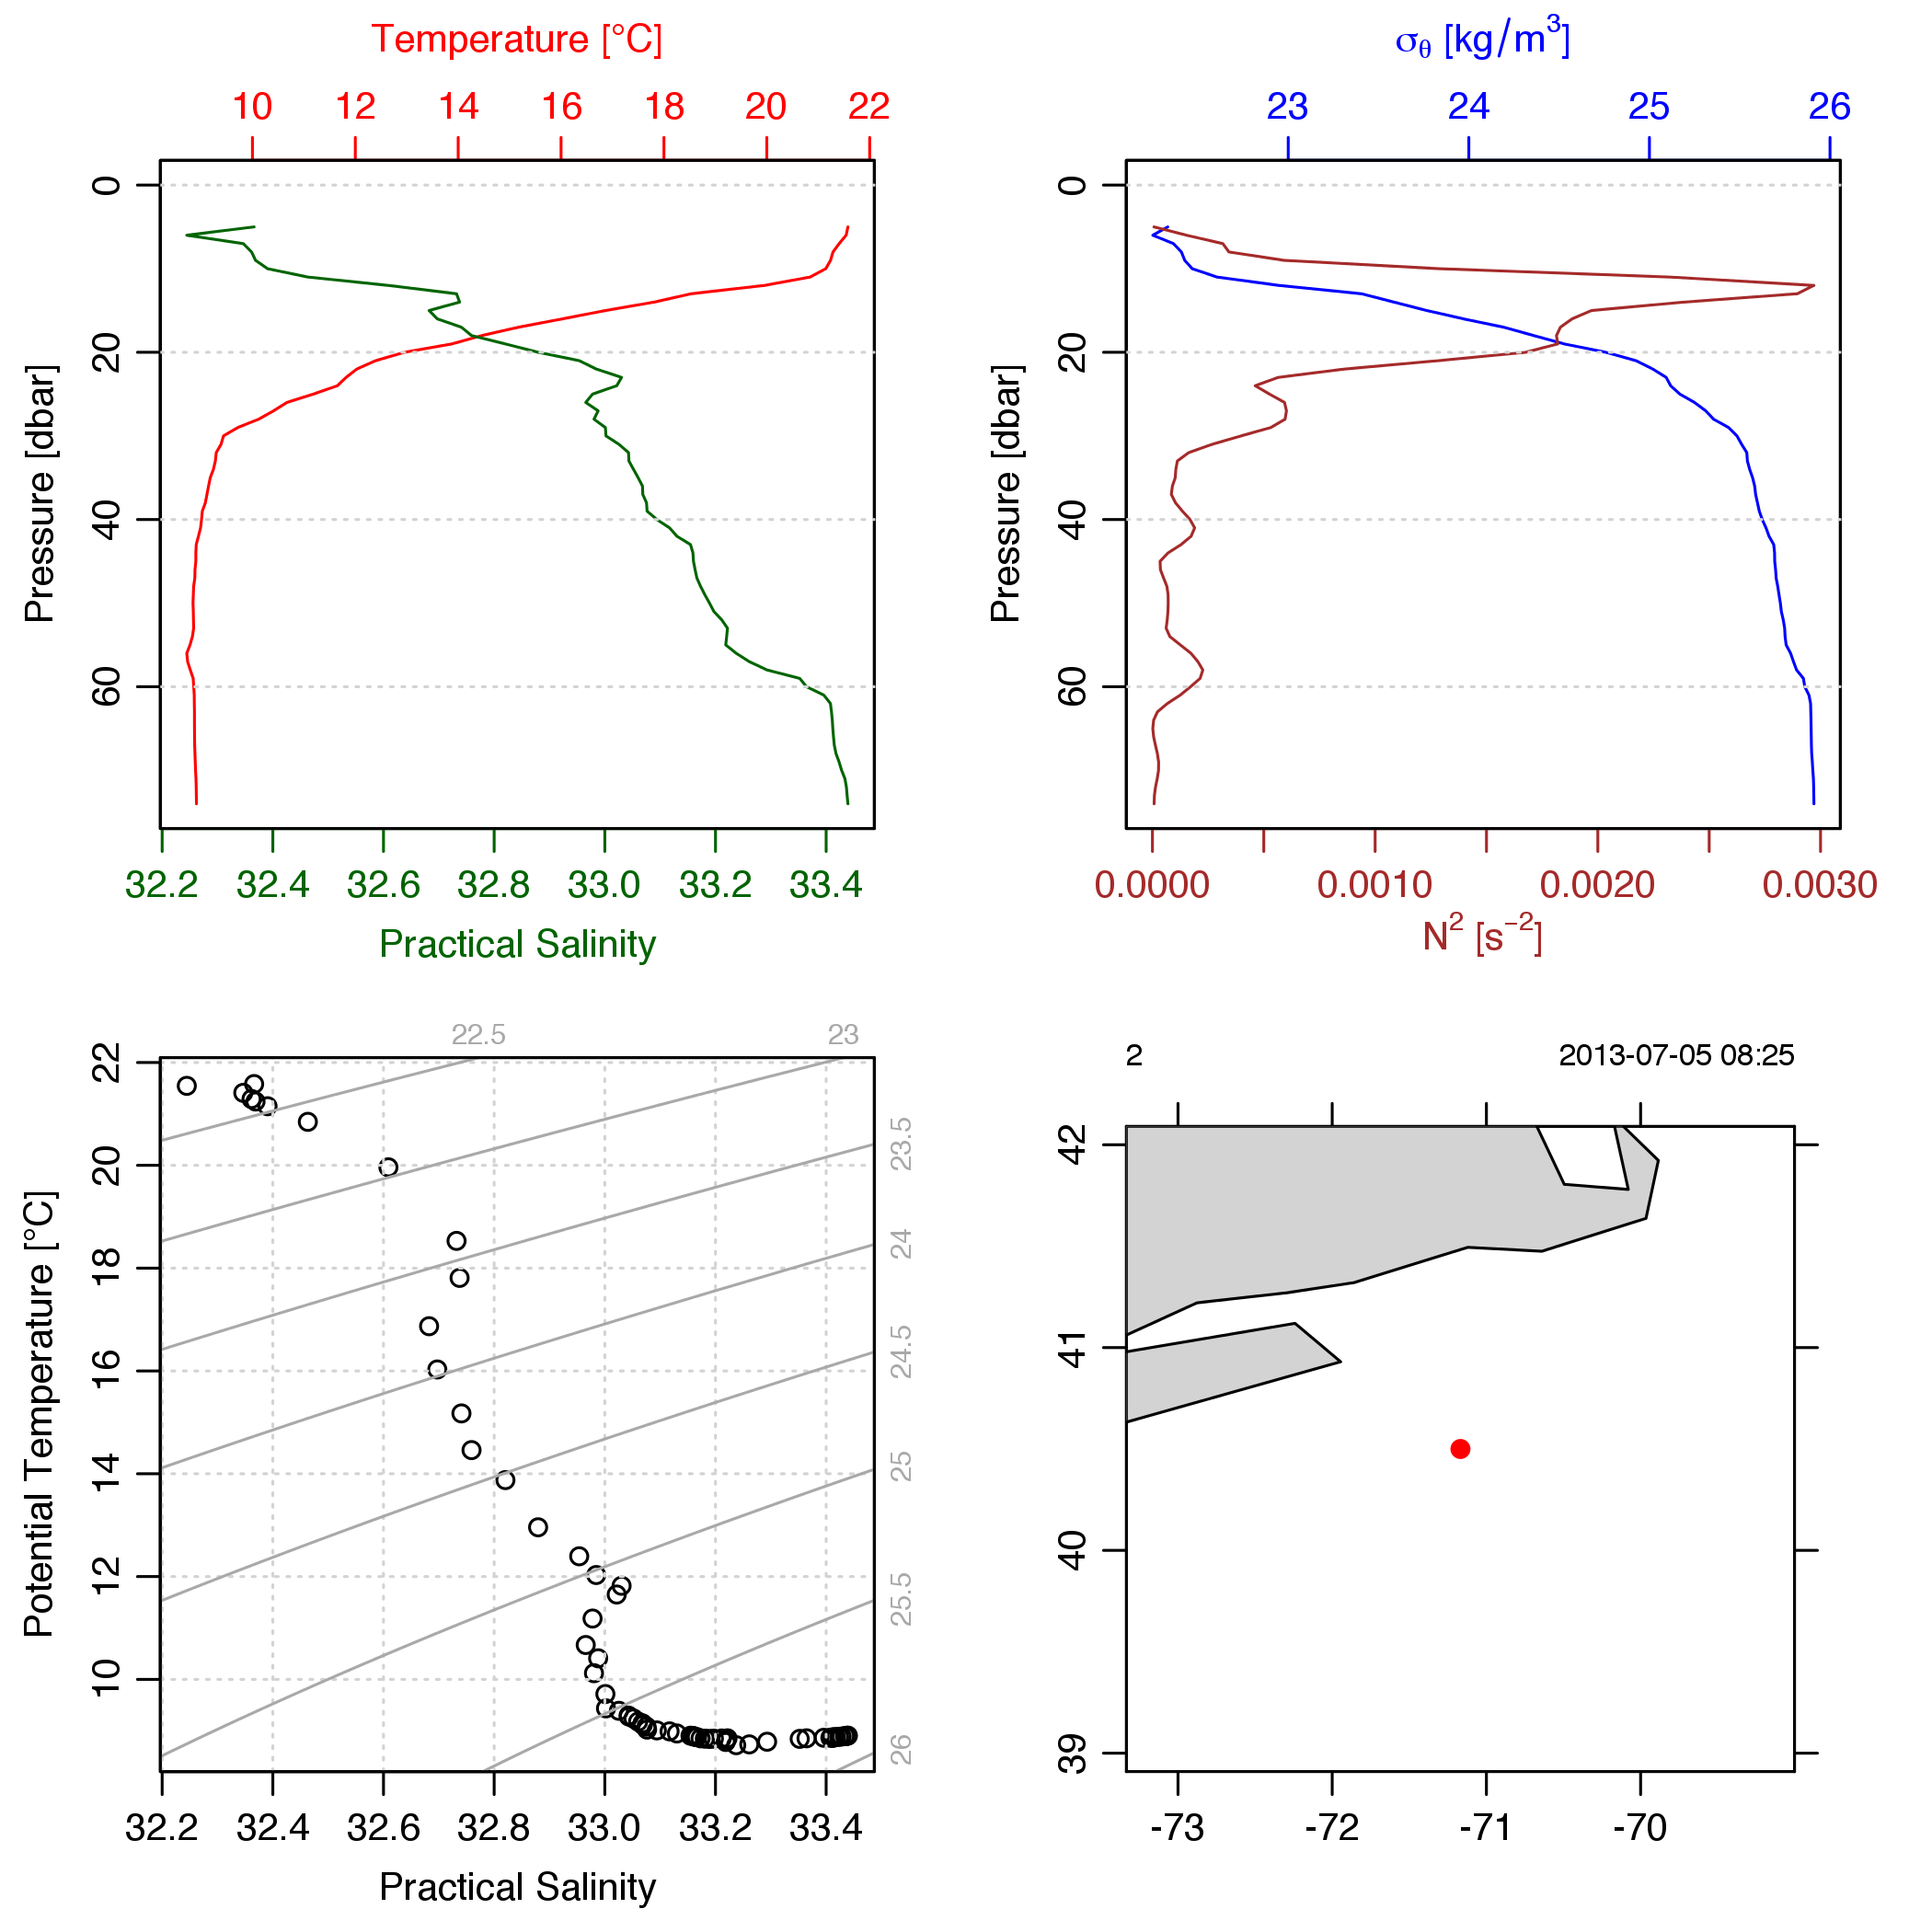 Temperature [°C]
10 12 14 16 18 20 22
0
20
40
60
Pressure [dbar]
32.2 32.4 32.6 32.8 33.0 33.2 33.4
Practical Salinity
σθ [kg/m³]
23 24 25 26
0
20
40
60
Pressure [dbar]
0.0000 0.0010 0.0020 0.0030
N² [s⁻²]
22.5 23
23.5
24
24.5
25
25.5
26
22
20
18
16
14
12
10
Potential Temperature [°C]
32.2 32.4 32.6 32.8 33.0 33.2 33.4
Practical Salinity
2 2013-07-05 08:25
42
41
40
39
-73 -72 -71 -70